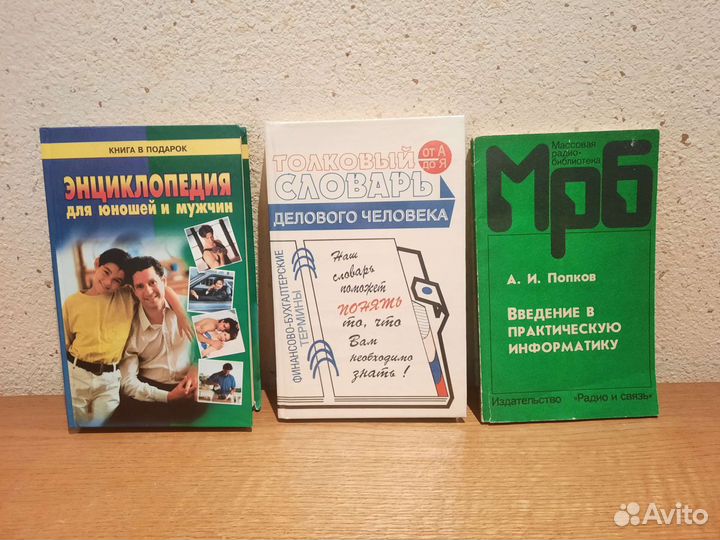 КНИГА В ПОДАРОК
ЭНЦИКЛОПЕДИЯ
для юношей и мужчин
ТОЛКОВЫЙ
СЛОВАРЬ
ОТ А
ДО Я
ДЕЛОВОГО ЧЕЛОВЕКА
ФИНАНСОВО-БУХГАЛТЕРСКИЕ
ТЕРМИНЫ
Наш
словарь
поможет
ПОНЯТЬ
то, что
Вам
необходимо
знать!
Массовая
радио-
библиотека
Мрб
А. И. Попков
ВВЕДЕНИЕ В
ПРАКТИЧЕСКУЮ
ИНФОРМАТИКУ
Издательство «Радио и связь»
Avito